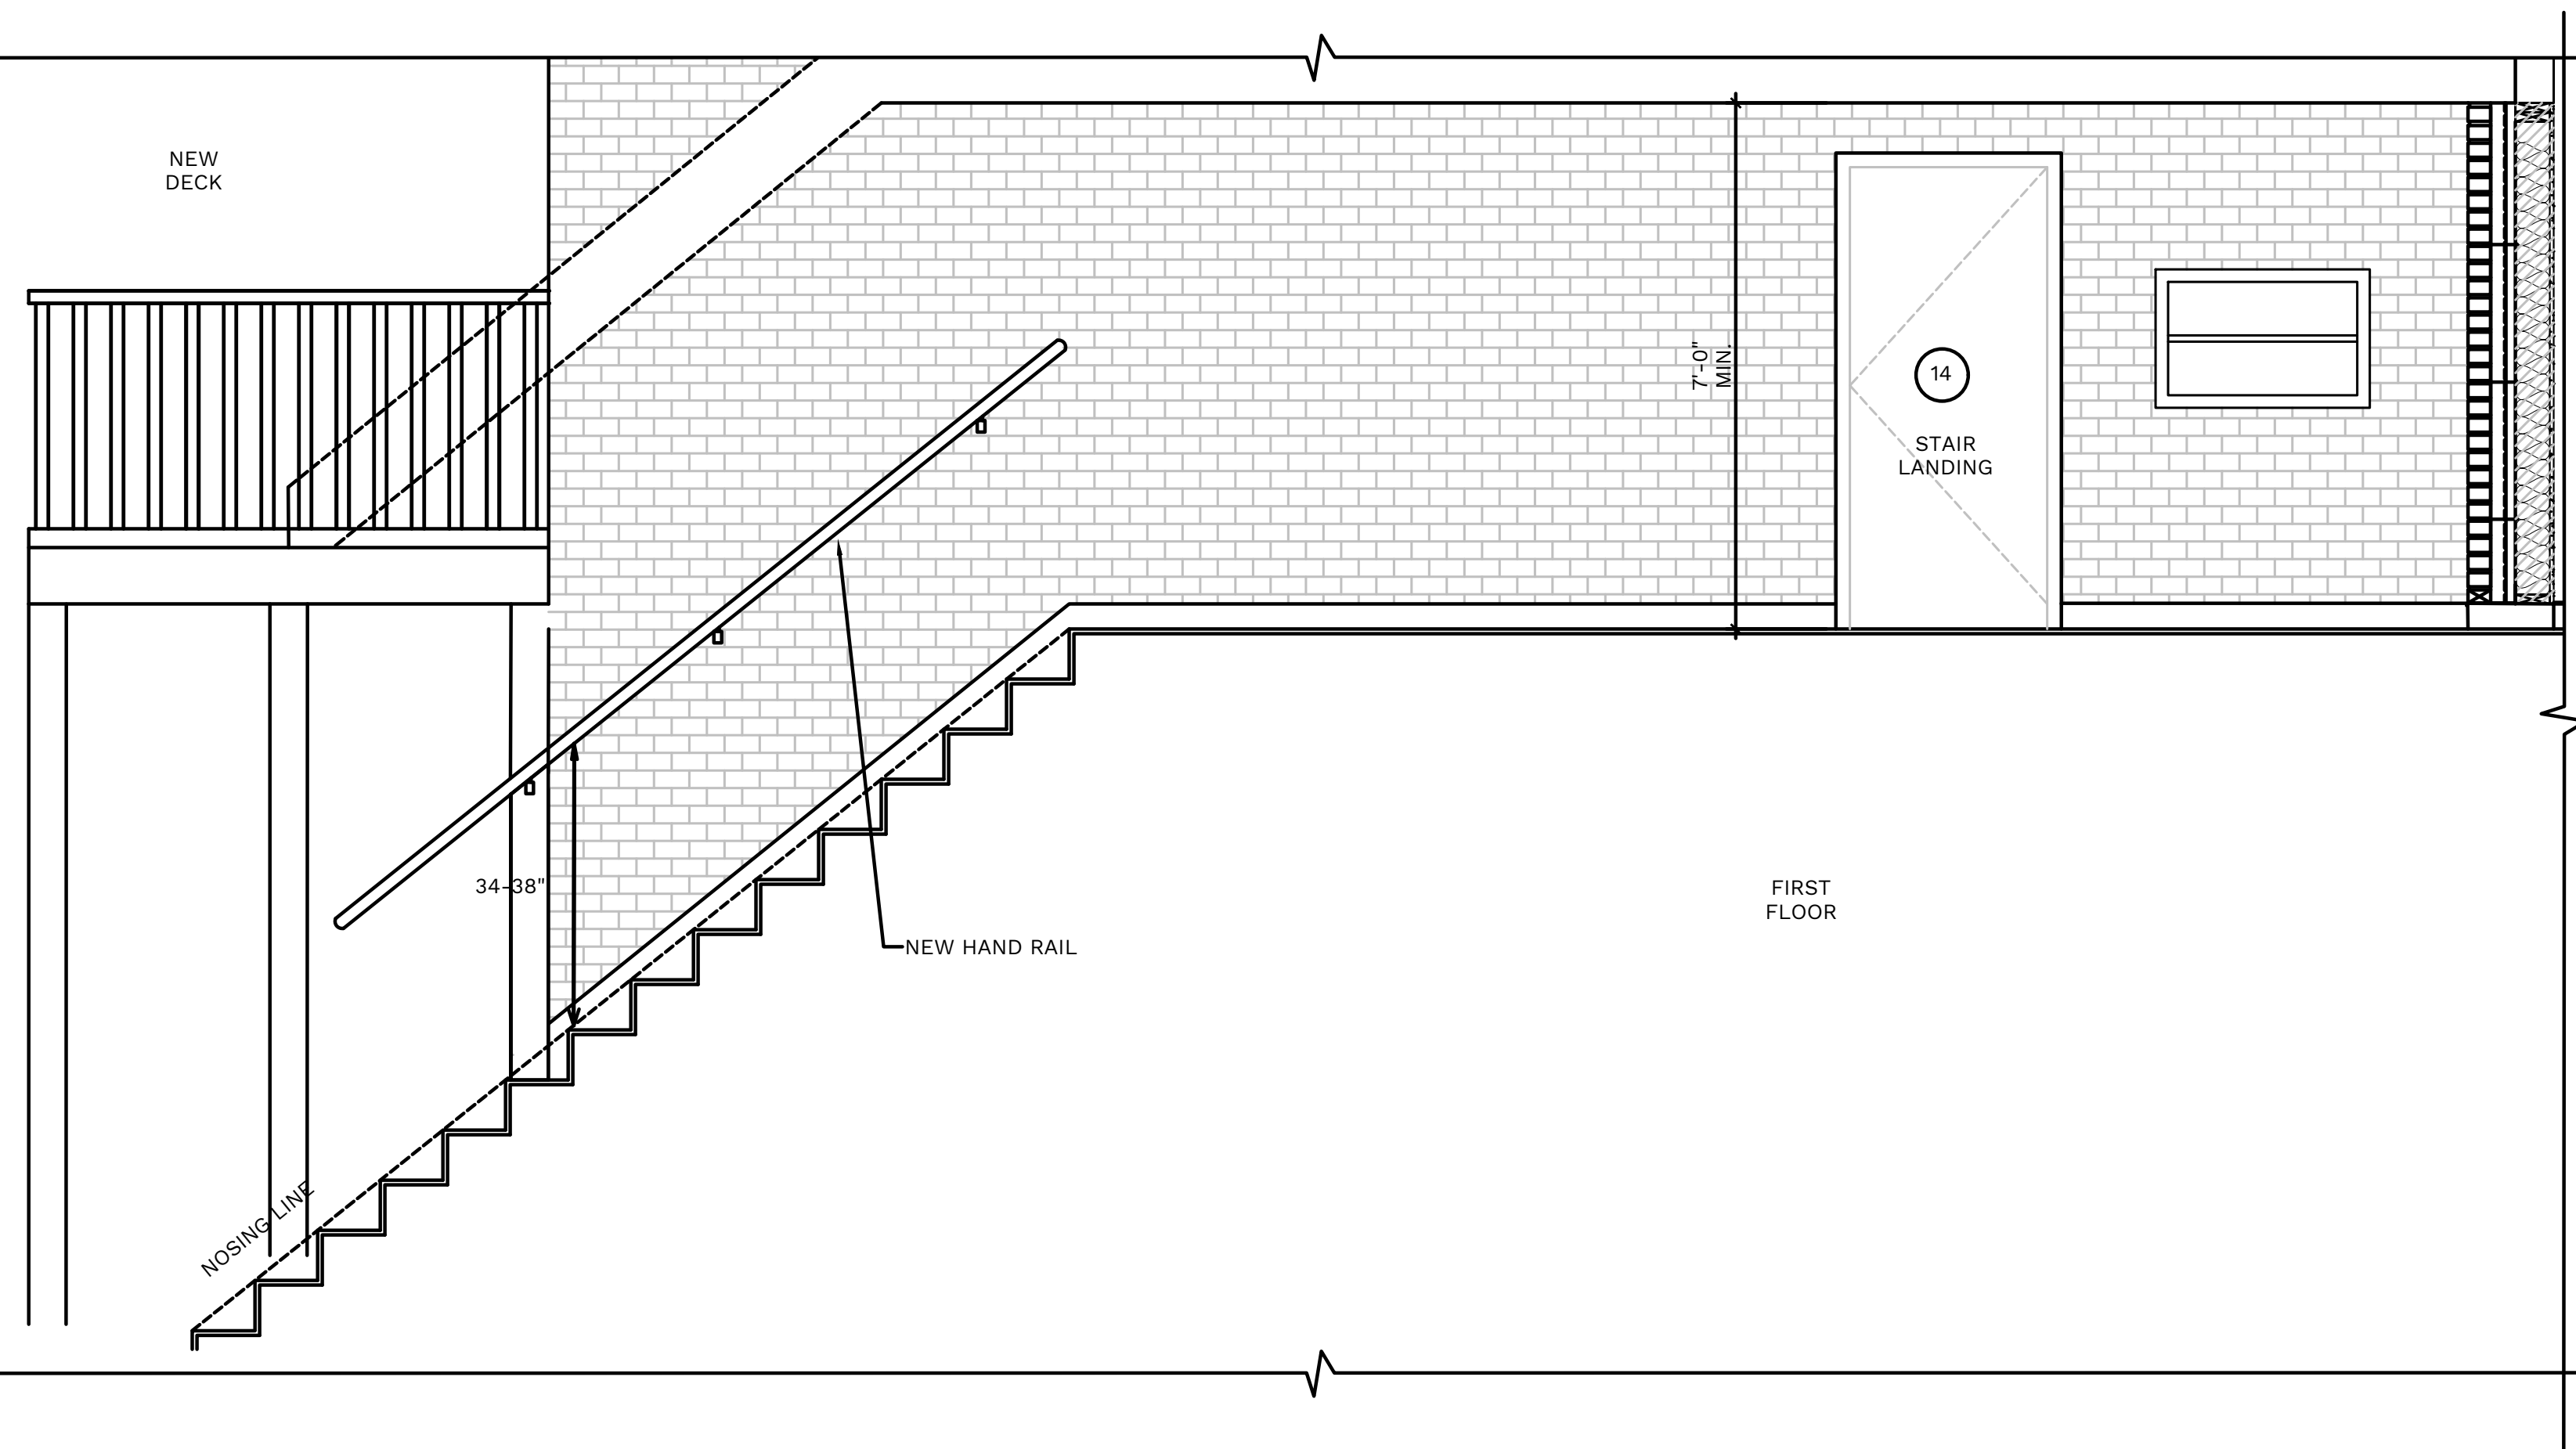 NEW
DECK
7'-0"
MIN.
14
STAIR
LANDING
34-38"
FIRST
FLOOR
NEW HAND RAIL
NOSING LINE